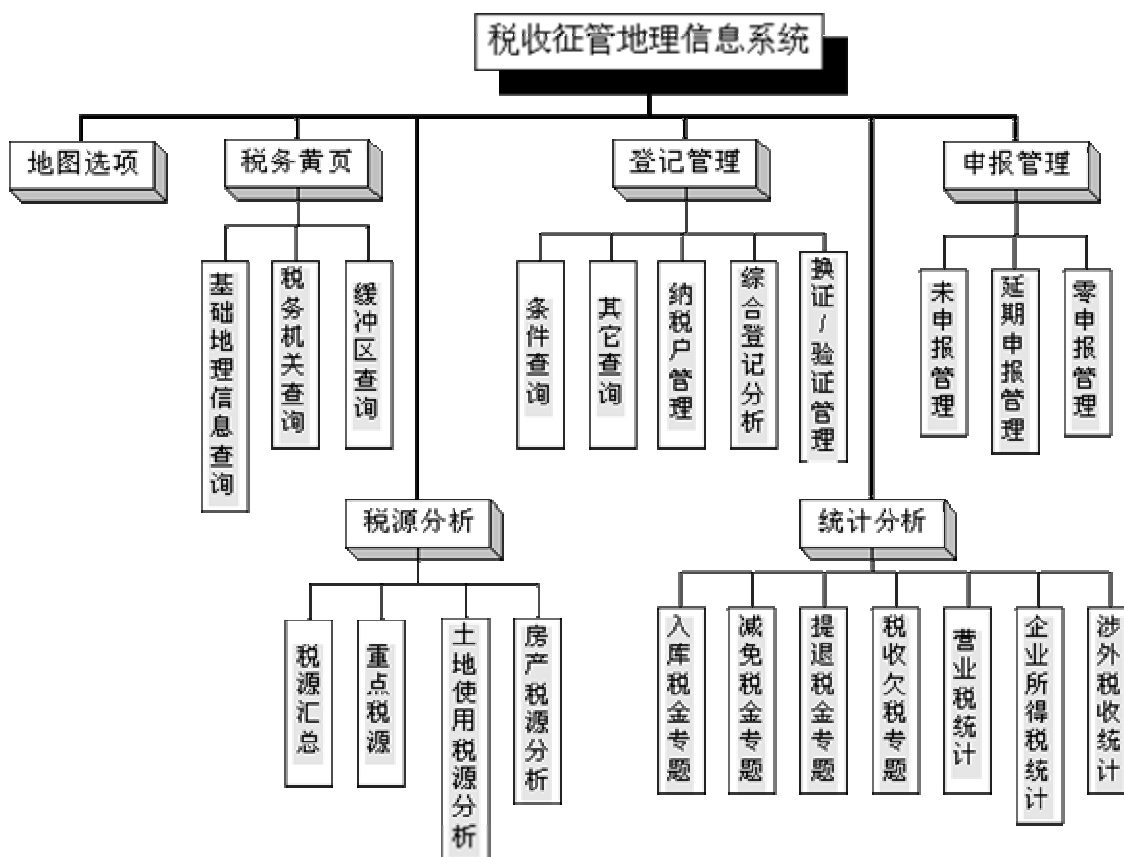 税收征管地理信息系统
地图选项
税务黄页
登记管理
申报管理
基础地理信息查询
税务机关查询
缓冲区查询
条件查询
其它查询
纳税户管理
综合登记分析
换证/验证管理
未申报管理
延期申报管理
零申报管理
税源分析
统计分析
税源汇总
重点税源
土地使用税源分析
房产税源分析
入库税金专题
减免税金专题
提退税金专题
税收欠税专题
营业税统计
企业所得税统计
涉外税收统计